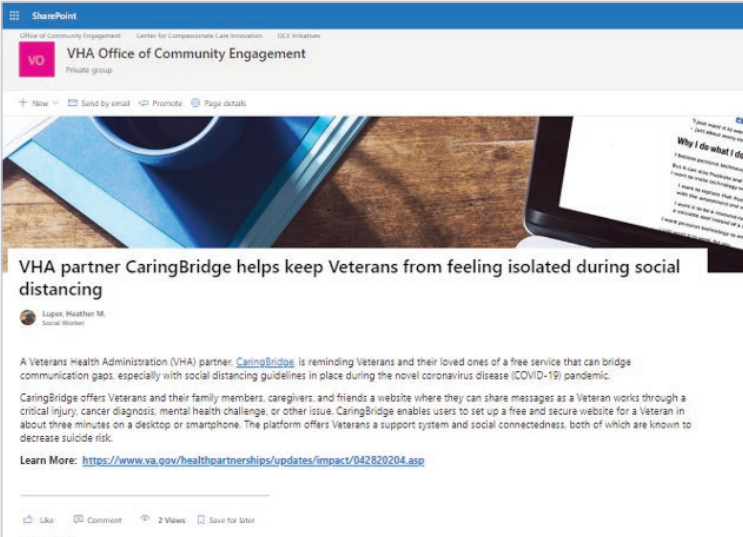 SharePoint
Office of Community Engagement Center for Compassionate Care Innovation OCE Initiatives
VO
VHA Office of Community Engagement
Private group
New Send by email Promote Page details
Why I do what I do
VHA partner CaringBridge helps keep Veterans from feeling isolated during social
distancing
Luper, Heather M.
Social Worker
A Veterans Health Administration (VHA) partner, CaringBridge, is reminding Veterans and their loved ones of a free service that can bridge
communication gaps, especially with social distancing guidelines in place during the novel coronavirus disease (COVID-19) pandemic.
CaringBridge offers Veterans and their family members, caregivers, and friends a website where they can share messages as a Veteran works through a
critical injury, cancer diagnosis, mental health challenge, or other issue. CaringBridge enables users to set up a free and secure website for a Veteran in
about three minutes on a desktop or smartphone. The platform offers Veterans a support system and social connectedness, both of which are known to
decrease suicide risk.
Learn More: https://www.va.gov/healthpartnerships/updates/impact/042820204.asp
Like Comment 2 Views Save for later